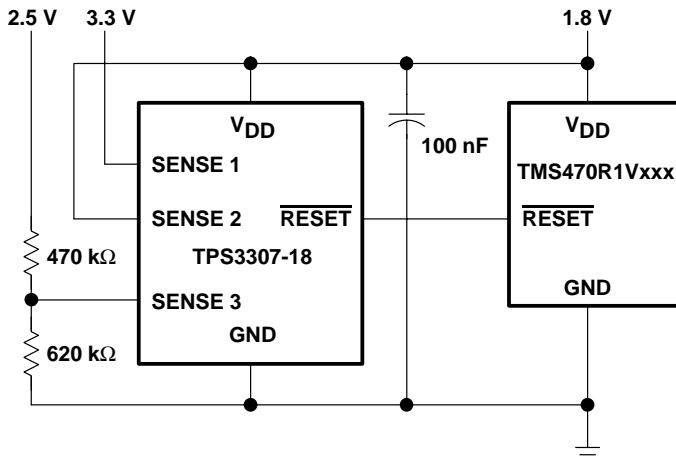 2.5 V 3.3 V 1.8 V
VDD VDD
100 nF
SENSE 1 TMS470R1Vxxx
SENSE 2 RESET RESET
470 kΩ TPS3307-18
SENSE 3 GND
GND
620 kΩ